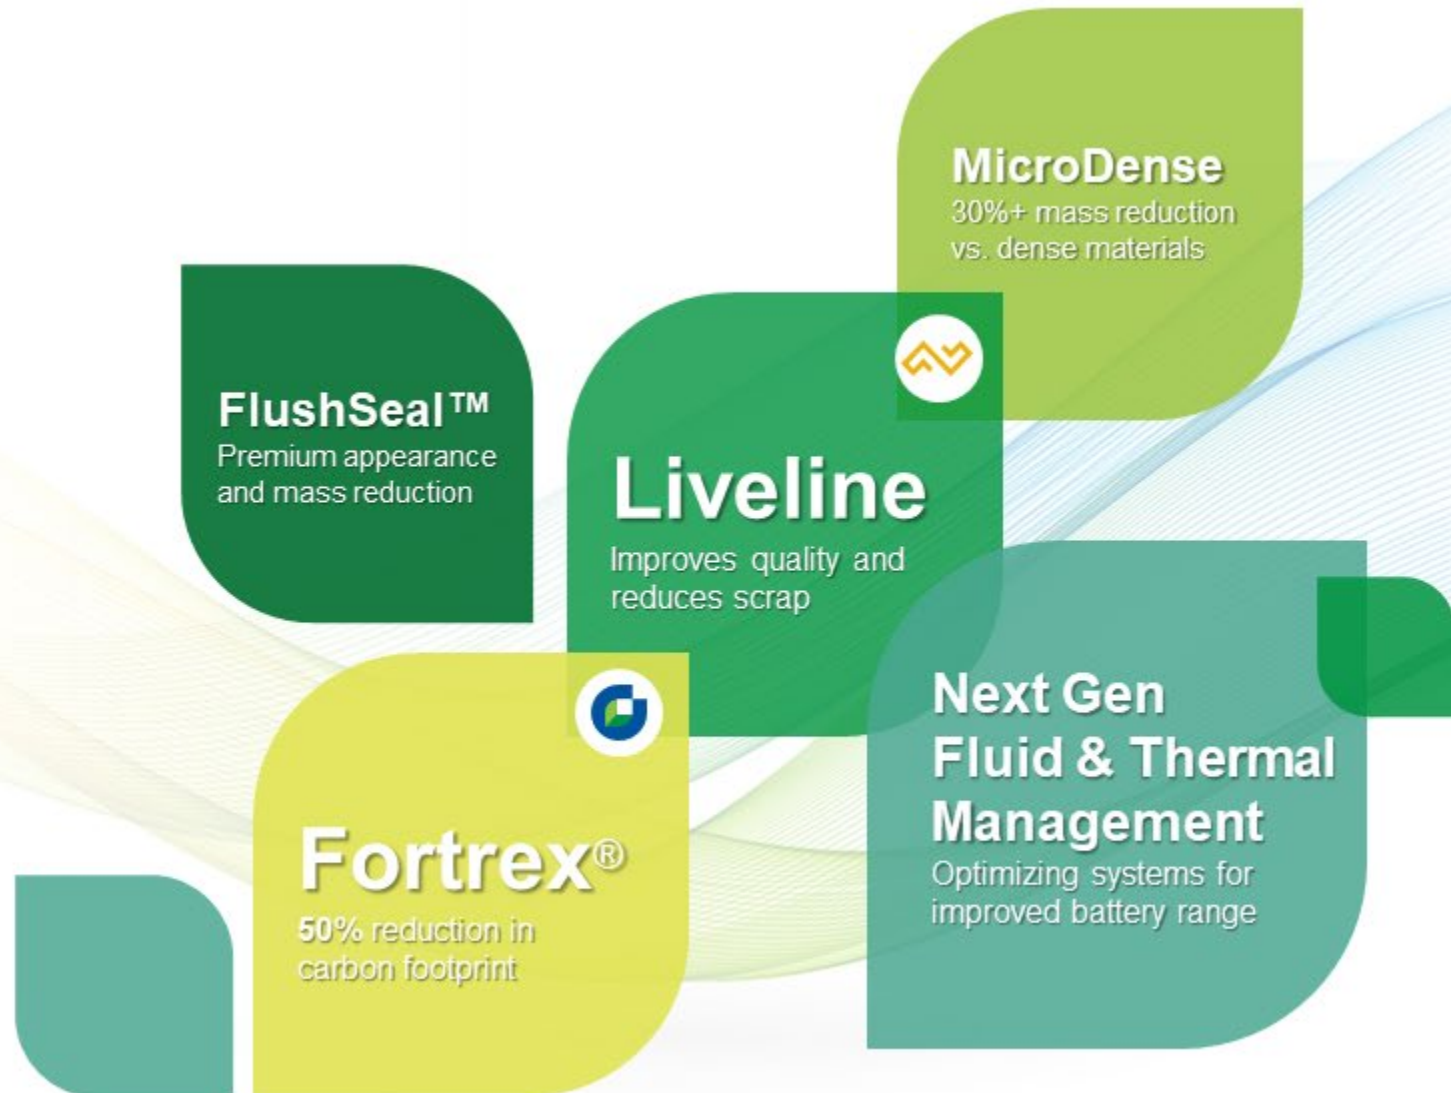 MicroDense
30%+ mass reduction
vs. dense materials
FlushSeal™
Premium appearance
and mass reduction
Liveline
Improves quality and
reduces scrap
Next Gen
Fluid & Thermal
Management
Optimizing systems for
improved battery range
Fortrex®
50% reduction in
carbon footprint